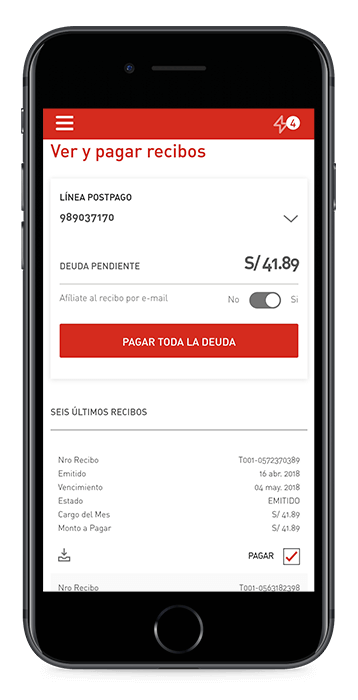 4
Ver y pagar recibos
LÍNEA POSTPAGO
989037170
DEUDA PENDIENTE S/ 41.89
Afíliate al recibo por e-mail No Si
PAGAR TODA LA DEUDA
SEIS ÚLTIMOS RECIBOS
Nro Recibo T001-0572370389
Emitido 16 abr. 2018
Vencimiento 04 may. 2018
Estado EMITIDO
Cargo del Mes S/ 41.89
Monto a Pagar S/ 41.89
PAGAR
Nro Recibo T001-0563182398